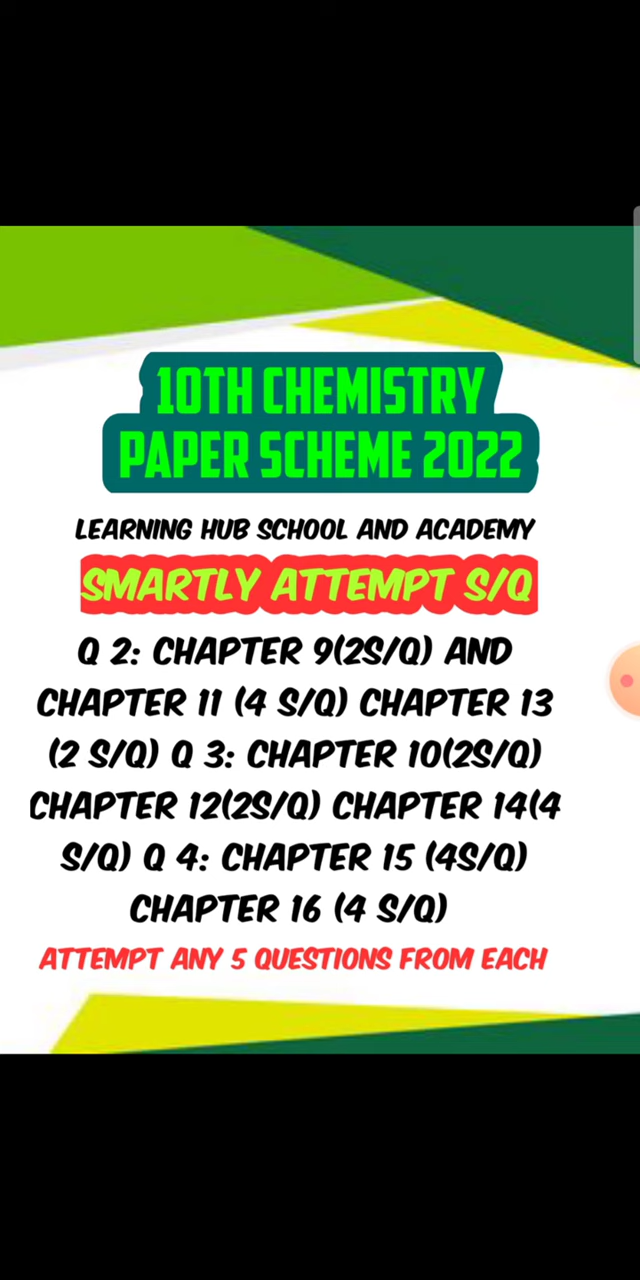 10TH CHEMISTRY
PAPER SCHEME 2022
LEARNING HUB SCHOOL AND ACADEMY
SMARTLY ATTEMPT S/Q
Q 2: CHAPTER 9(2S/Q) AND
CHAPTER 11 (4 S/Q) CHAPTER 13
(2 S/Q) Q 3: CHAPTER 10(2S/Q)
CHAPTER 12(2S/Q) CHAPTER 14(4
S/Q) Q 4: CHAPTER 15 (4S/Q)
CHAPTER 16 (4 S/Q)
ATTEMPT ANY 5 QUESTIONS FROM EACH